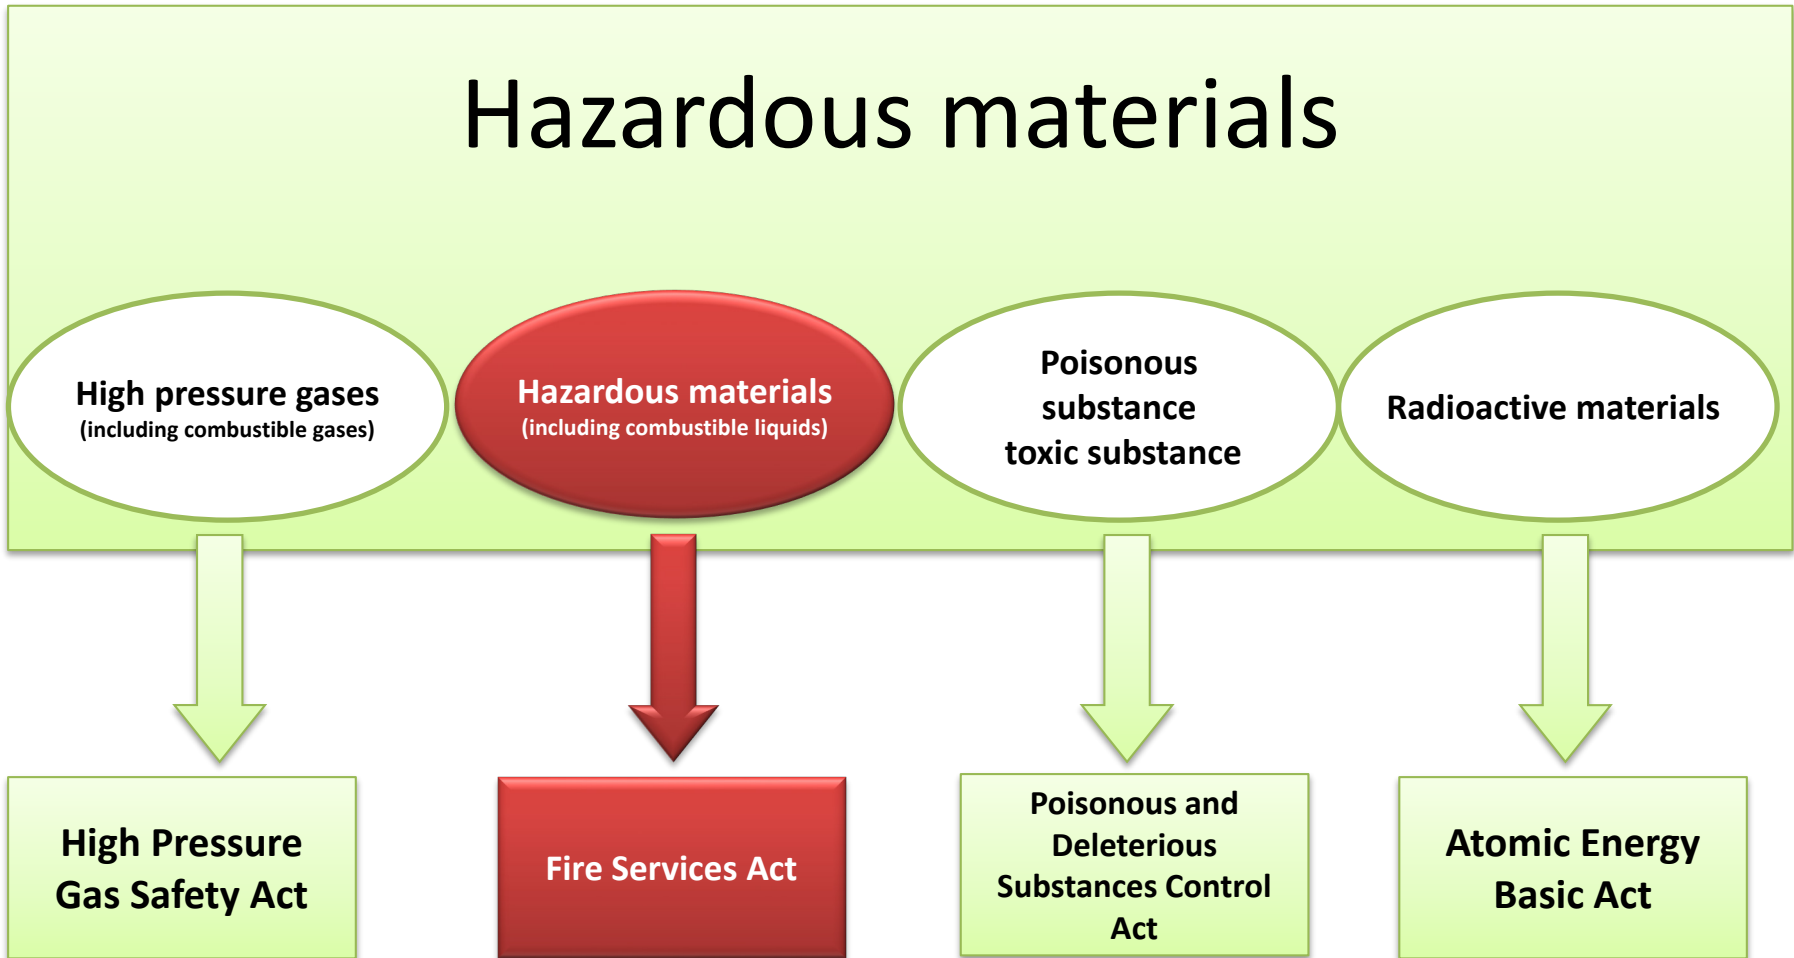 Hazardous materials
High pressure gases
(including combustible gases)
Hazardous materials
(including combustible liquids)
Poisonous
substance
toxic substance
Radioactive materials
High Pressure
Gas Safety Act
Fire Services Act
Poisonous and
Deleterious
Substances Control
Act
Atomic Energy
Basic Act